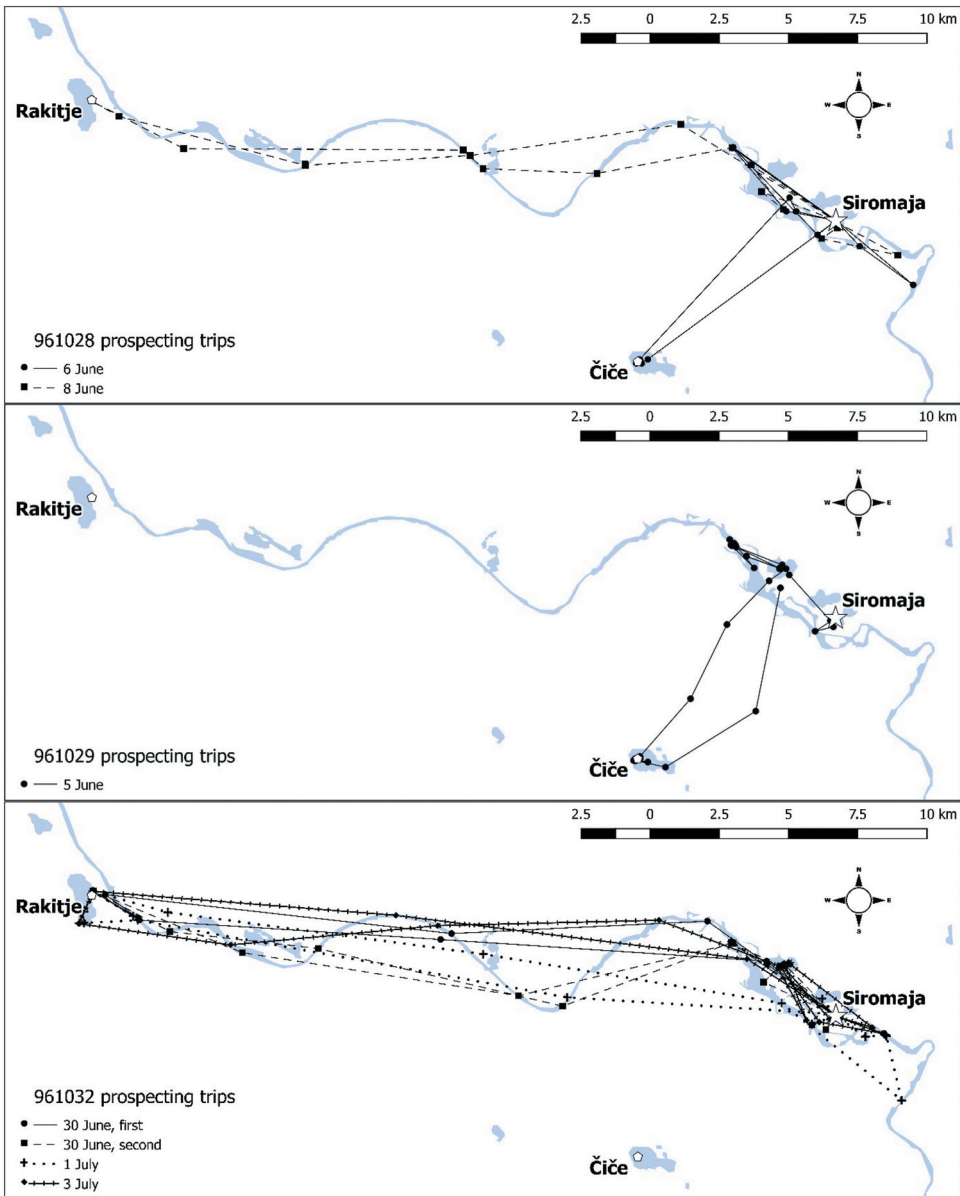 2.5 0 2.5 5 7.5 10 km
N
W E
S
Rakitje
Siromaja
Čiče
961028 prospecting trips
6 June
8 June
2.5 0 2.5 5 7.5 10 km
N
W E
S
Rakitje
Siromaja
Čiče
961029 prospecting trips
5 June
2.5 0 2.5 5 7.5 10 km
N
W E
S
Rakitje
Siromaja
961032 prospecting trips
30 June, first
30 June, second
1 July
3 July
Čiče